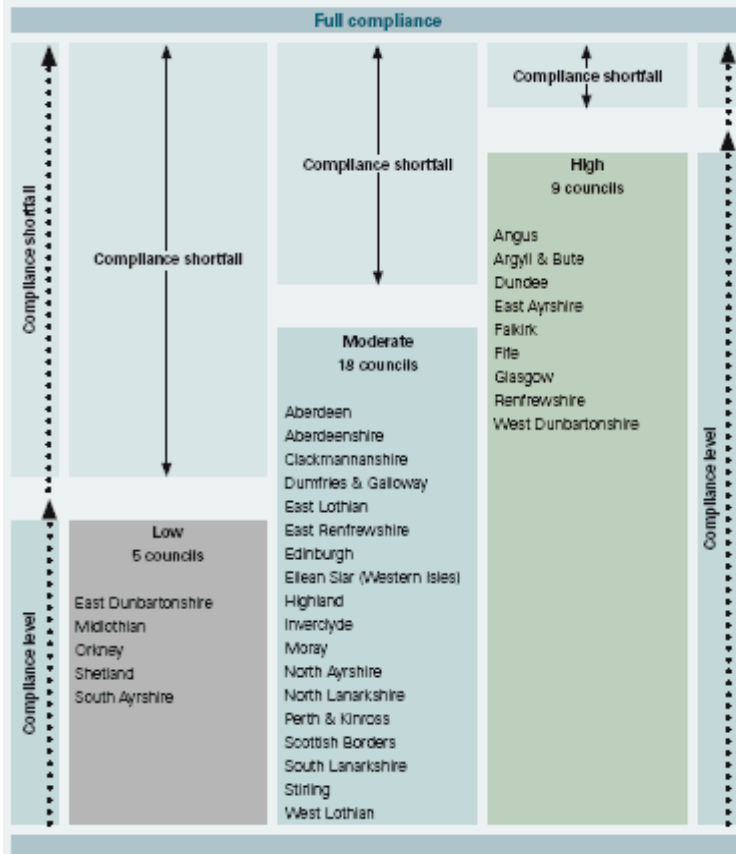 Full compliance
Compliance shortfall
Compliance level
Compliance shortfall
Low
5 councils
East Dunbartonshire
Midlothian
Orkney
Shetland
South Ayrshire
Compliance shortfall
Moderate
18 councils
Aberdeen
Aberdeenshire
Clackmannanshire
Dumfries & Galloway
East Lothian
East Renfrewshire
Edinburgh
Eilean Siar (Western Isles)
Highland
Inverclyde
Moray
North Ayrshire
North Lanarkshire
Perth & Kinross
Scottish Borders
South Lanarkshire
Stirling
West Lothian
Compliance shortfall
High
9 councils
Angus
Argyll & Bute
Dundee
East Ayrshire
Falkirk
Fife
Glasgow
Renfrewshire
West Dunbartonshire
Compliance level